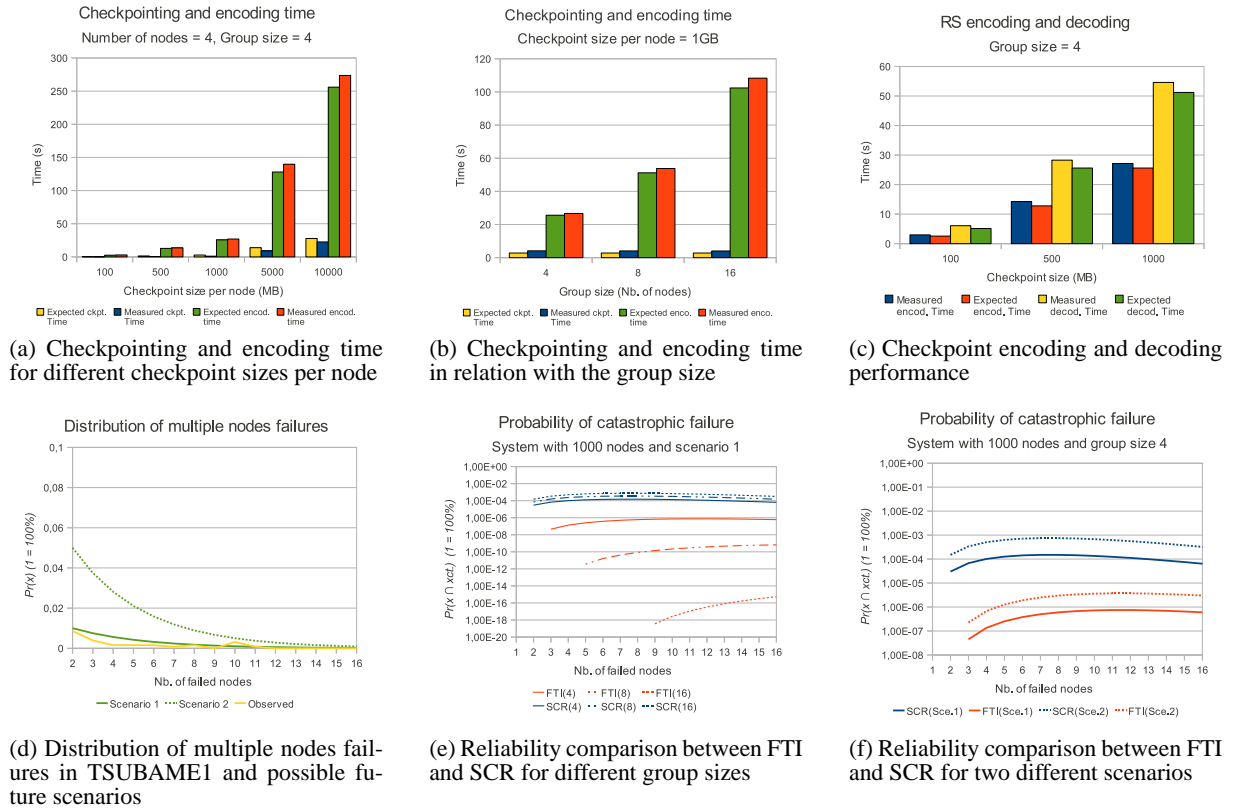 Checkpointing and encoding time
Number of nodes = 4, Group size = 4
300
250
200
150
100
50
0
Time (s)
100 500 1000 5000 10000
Checkpoint size per node (MB)
Expected ckpt. Time Measured ckpt. Time Expected encod. time Measured encod. time
(a) Checkpointing and encoding time
for different checkpoint sizes per node
Checkpointing and encoding time
Checkpoint size per node = 1GB
120
100
80
60
40
20
0
Time (s)
4 8 16
Group size (Nb. of nodes)
Expected ckpt. Time Measured ckpt. Time Expected enco. time Measured enco. time
(b) Checkpointing and encoding time
in relation with the group size
RS encoding and decoding
Group size = 4
60
50
40
30
20
10
0
Time (s)
100 500 1000
Checkpoint size (MB)
Measured encod. Time Expected encod. Time Measured decod. Time Expected decod. Time
(c) Checkpoint encoding and decoding
performance
Distribution of multiple nodes failures
0,1
0,08
0,06
0,04
0,02
0
Pr(x) (1 = 100%)
2 3 4 5 6 7 8 9 10 11 12 13 14 15 16
Nb. of failed nodes
Scenario 1 Scenario 2 Observed
(d) Distribution of multiple nodes fail-
ures in TSUBAME1 and possible fu-
ture scenarios
Probability of catastrophic failure
System with 1000 nodes and scenario 1
1,00E+00
1,00E-02
1,00E-04
1,00E-06
1,00E-08
1,00E-10
1,00E-12
1,00E-14
1,00E-16
1,00E-18
1,00E-20
Pr(x ∩ xct.) (1 = 100%)
1 2 3 4 5 6 7 8 9 10 11 12 13 14 15 16
Nb. of failed nodes
FTI(4) FTI(8) FTI(16)
SCR(4) SCR(8) SCR(16)
(e) Reliability comparison between FTI
and SCR for different group sizes
Probability of catastrophic failure
System with 1000 nodes and group size 4
1,00E+00
1,00E-01
1,00E-02
1,00E-03
1,00E-04
1,00E-05
1,00E-06
1,00E-07
1,00E-08
Pr(x ∩ xct.) (1 = 100%)
1 2 3 4 5 6 7 8 9 10 11 12 13 14 15 16
Nb. of failed nodes
SCR(Sce.1) FTI(Sce.1) SCR(Sce.2) FTI(Sce.2)
(f) Reliability comparison between FTI
and SCR for two different scenarios